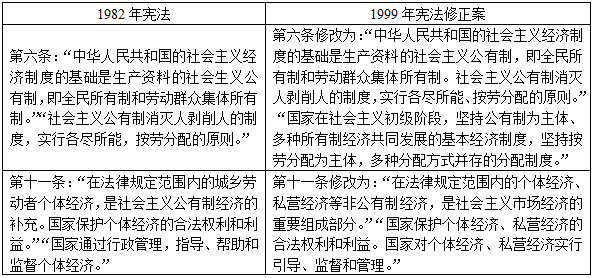 1982 年宪法
1999 年宪法修正案
第六条：“中华人民共和国的社会主义经
济制度的基础是生产资料的社会生义公
有制，即全民所有制和劳动群众集体所有
制。”“社会主义公有制消灭人剥削人的制
度，实行各尽所能，按劳分配的原则。”
第六条修改为：“中华人民共和国的社会主义经济制
度的基础是生产资料的社会主义公有制，即全民所
有制和劳动群众集体所有制。社会主义公有制消灭
人剥削人的制度，实行各尽所能、按劳分配的原则。”
“国家在社会主义初级阶段，坚持公有制为主体、
多种所有制经济共同发展的基本经济制度，坚持按
劳分配为主体，多种分配方式并存的分配制度。”
第十一条：“在法律规定范围内的城乡劳
动者个体经济，是社会主义公有制经济的
补充。国家保护个体经济的合法权利和利
益。”“国家通过行政管理，指导、帮助和
监督个体经济。”
第十一条修改为：“在法律规定范围内的个体经济、
私营经济等非公有制经济，是社会主义市场经济的
重要组成部分。”“国家保护个体经济、私营经济的
合法权利和利益。国家对个体经济、私营经济实行
引导、监督和管理。”